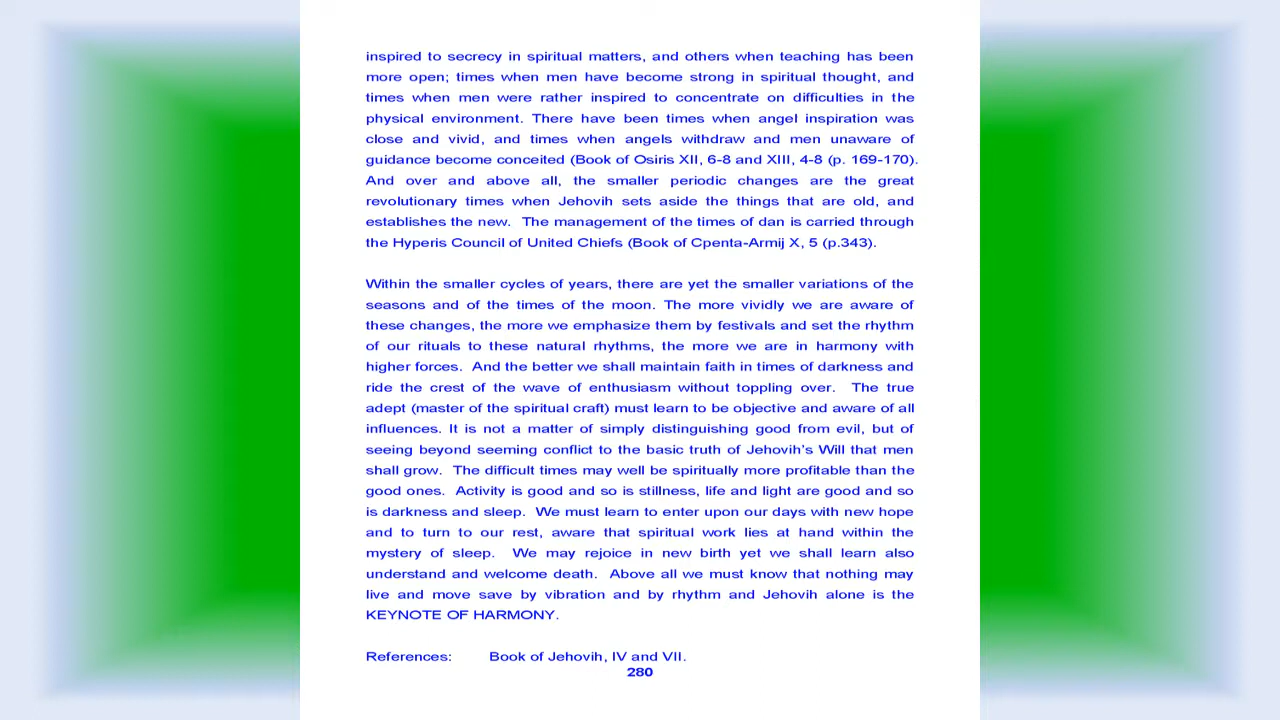 inspired to secrecy in spiritual matters, and others when teaching has been
more open; times when men have become strong in spiritual thought, and
times when men were rather inspired to concentrate on difficulties in the
physical environment. There have been times when angel inspiration was
close and vivid, and times when angels withdraw and men unaware of
guidance become conceited (Book of Osiris XII, 6-8 and XIII, 4-8 (p. 169-170).
And over and above all, the smaller periodic changes are the great
revolutionary times when Jehovih sets aside the things that are old, and
establishes the new. The management of the times of dan is carried through
the Hyperis Council of United Chiefs (Book of Cpenta-Armij X, 5 (p.343).
Within the smaller cycles of years, there are yet the smaller variations of the
seasons and of the times of the moon. The more vividly we are aware of
these changes, the more we emphasize them by festivals and set the rhythm
of our rituals to these natural rhythms, the more we are in harmony with
higher forces. And the better we shall maintain faith in times of darkness and
ride the crest of the wave of enthusiasm without toppling over. The true
adept (master of the spiritual craft) must learn to be objective and aware of all
influences. It is not a matter of simply distinguishing good from evil, but of
seeing beyond seeming conflict to the basic truth of Jehovih's Will that men
shall grow. The difficult times may well be spiritually more profitable than the
good ones. Activity is good and so is stillness, life and light are good and so
is darkness and sleep. We must learn to enter upon our days with new hope
and to turn to our rest, aware that spiritual work lies at hand within the
mystery of sleep. We may rejoice in new birth yet we shall learn also
understand and welcome death. Above all we must know that nothing may
live and move save by vibration and by rhythm and Jehovih alone is the
KEYNOTE OF HARMONY.
References: Book of Jehovih, IV and VII.
280